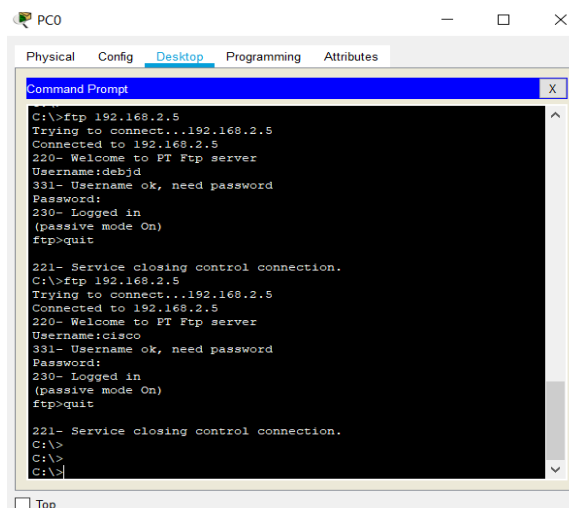 PC0
Physical Config Desktop Programming Attributes
Command Prompt
X
C:\>ftp 192.168.2.5
Trying to connect...192.168.2.5
Connected to 192.168.2.5
220- Welcome to PT Ftp server
Username:debjd
331- Username ok, need password
Password:
230- Logged in
(passive mode On)
ftp>quit
221- Service closing control connection.
C:\>ftp 192.168.2.5
Trying to connect...192.168.2.5
Connected to 192.168.2.5
220- Welcome to PT Ftp server
Username:cisco
331- Username ok, need password
Password:
230- Logged in
(passive mode On)
ftp>quit
221- Service closing control connection.
C:\>
C:\>
C:\>
Top